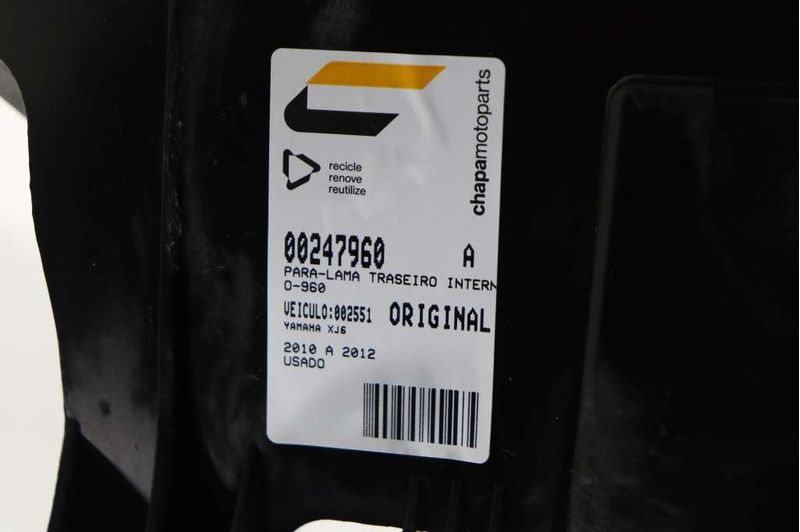 chapamotoparts
recicle
renove
reutilize
00247960 A
PARA-LAMA TRASEIRO INTERN
O-960
VEICULO:002551 ORIGINAL
YAMAHA XJ6
2010 A 2012
USADO